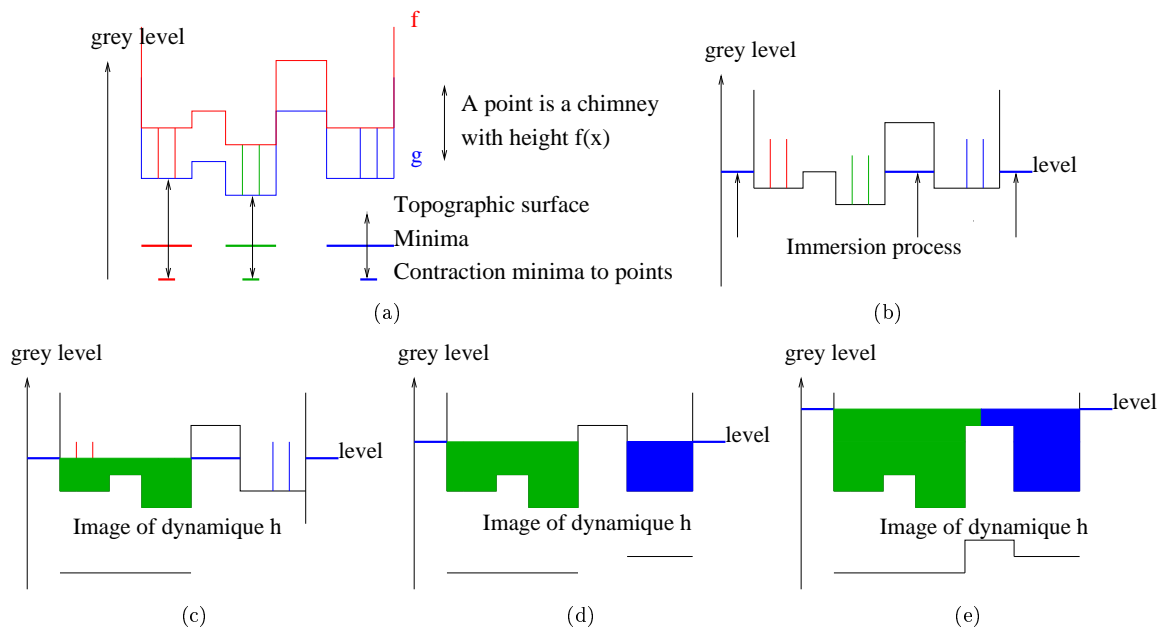 f
grey level
A point is a chimney
with height f(x)
g
Topographic surface
Minima
Contraction minima to points
(a)
grey level
level
Immersion process
(b)
grey level
level
Image of dynamique h
(c)
grey level
level
Image of dynamique h
(d)
grey level
level
Image of dynamique h
(e)